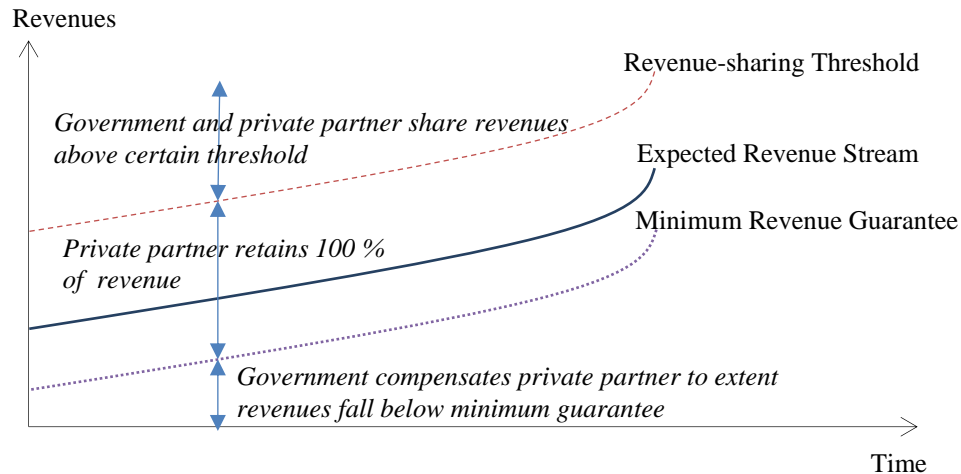 Revenues
Revenue-sharing Threshold
Government and private partner share revenues
above certain threshold
Expected Revenue Stream
Minimum Revenue Guarantee
Private partner retains 100 %
of revenue
Government compensates private partner to extent
revenues fall below minimum guarantee
Time